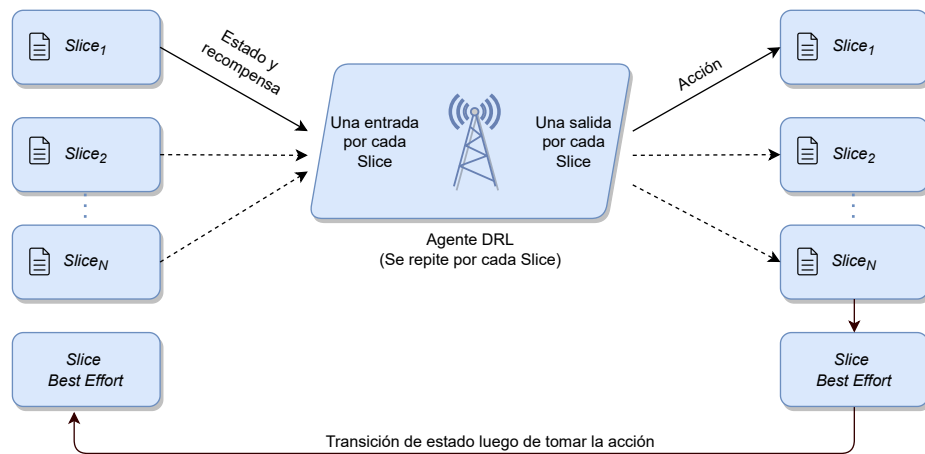 Slice1
Slice2
SliceN
Slice
Best Effort
Estado y
recompensa
Una entrada
por cada
Slice
Una salida
por cada
Slice
Agente DRL
(Se repite por cada Slice)
Acción
Slice1
Slice2
SliceN
Slice
Best Effort
Transición de estado luego de tomar la acción